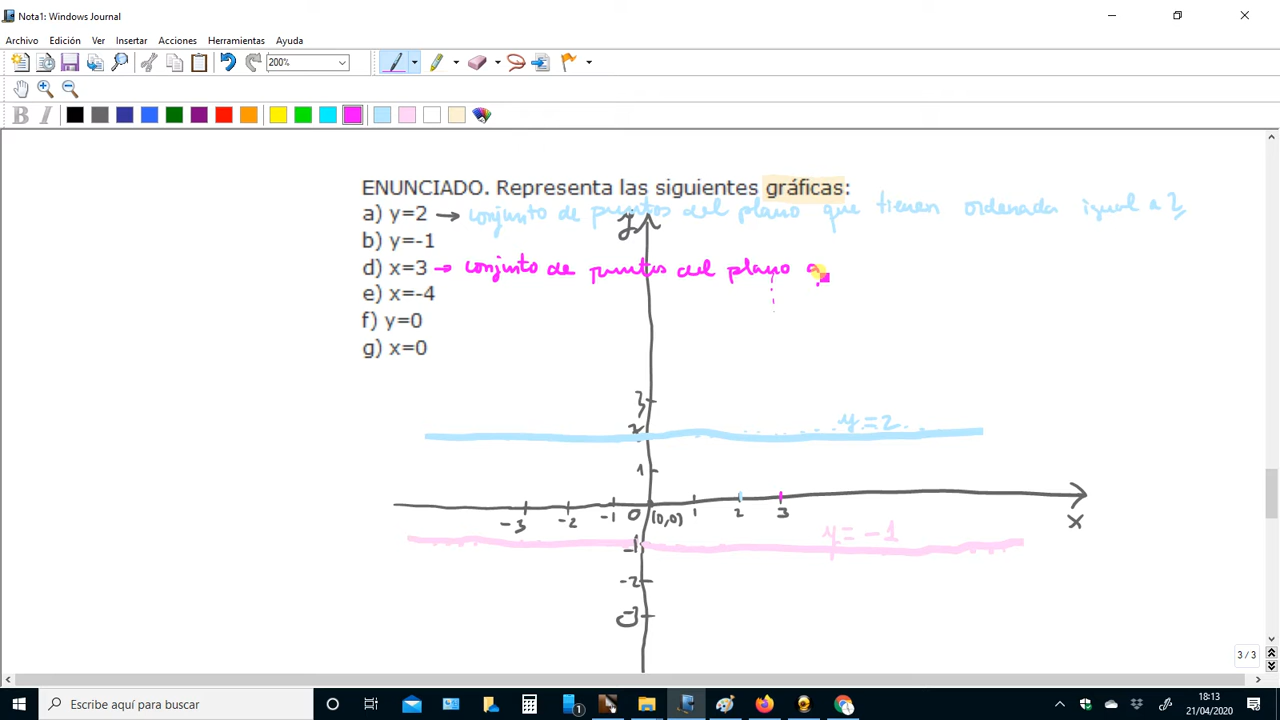 Nota1: Windows Journal
Archivo Edición Ver Insertar Acciones Herramientas Ayuda
200%
B I
ENUNCIADO. Representa las siguientes gráficas:
a) y=2 → conjunto de puntos del plano que tienen ordenada igual a 2
b) y=-1
d) x=3 → conjunto de puntos del plano
e) x=-4
f) y=0
g) x=0
y
3
2
y=2
1
-3 -2 -1 0 (0,0) 1 2 3
x
y=-1
-1
-2
-3
3 / 3
Escribe aquí para buscar
1
18:13
21/04/2020